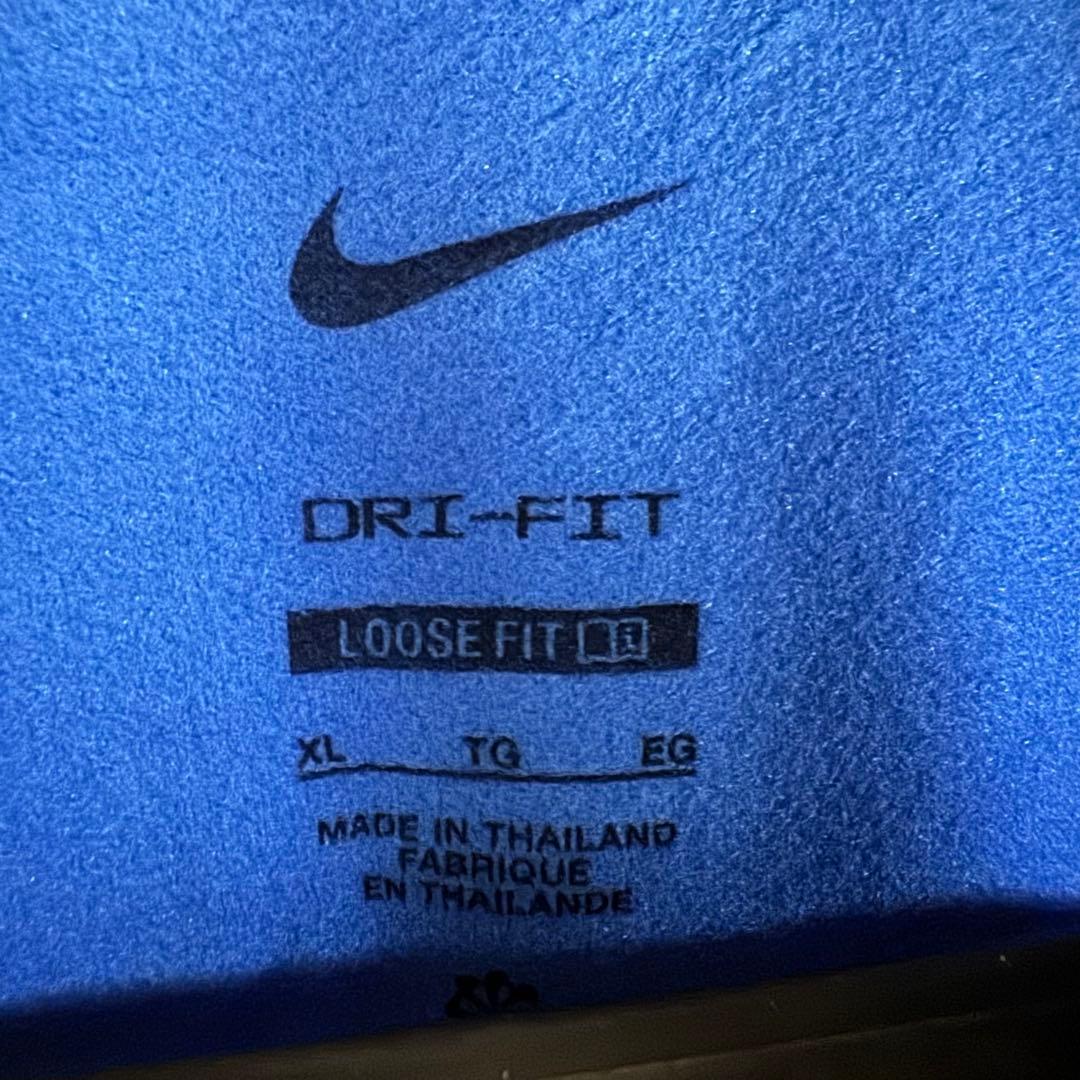 DRI-FIT
LOOSE FIT
XL TG EG
MADE IN THAILAND
FABRIQUE
EN THAILANDE